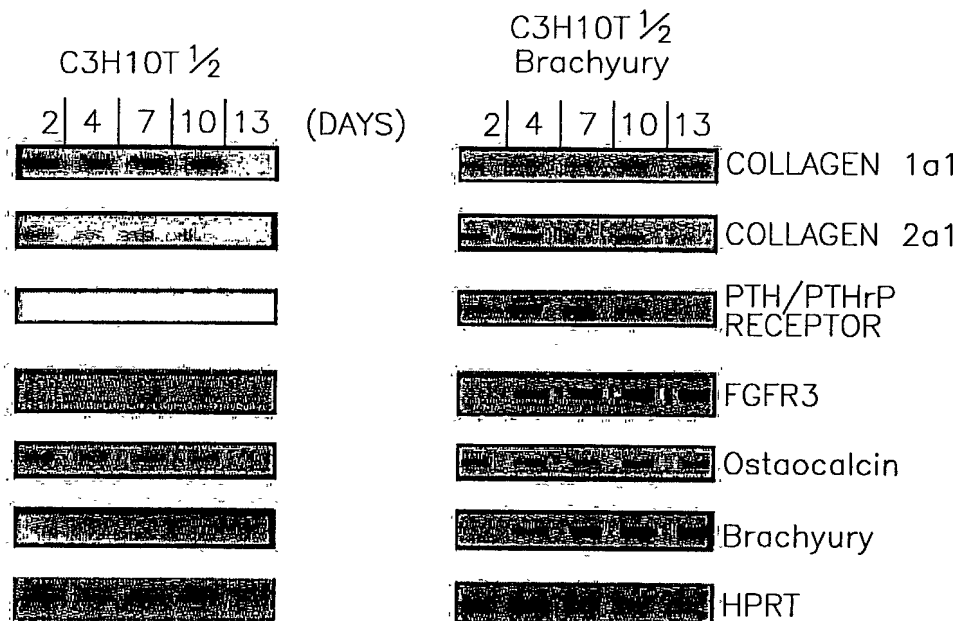 C3H10T ½
2 4 7 10 13 (DAYS)
C3H10T ½
Brachyury
2 4 7 10 13
COLLAGEN 1a1
COLLAGEN 2a1
PTH/PTHrP
RECEPTOR
FGFR3
Ostaocalcin
Brachyury
HPRT